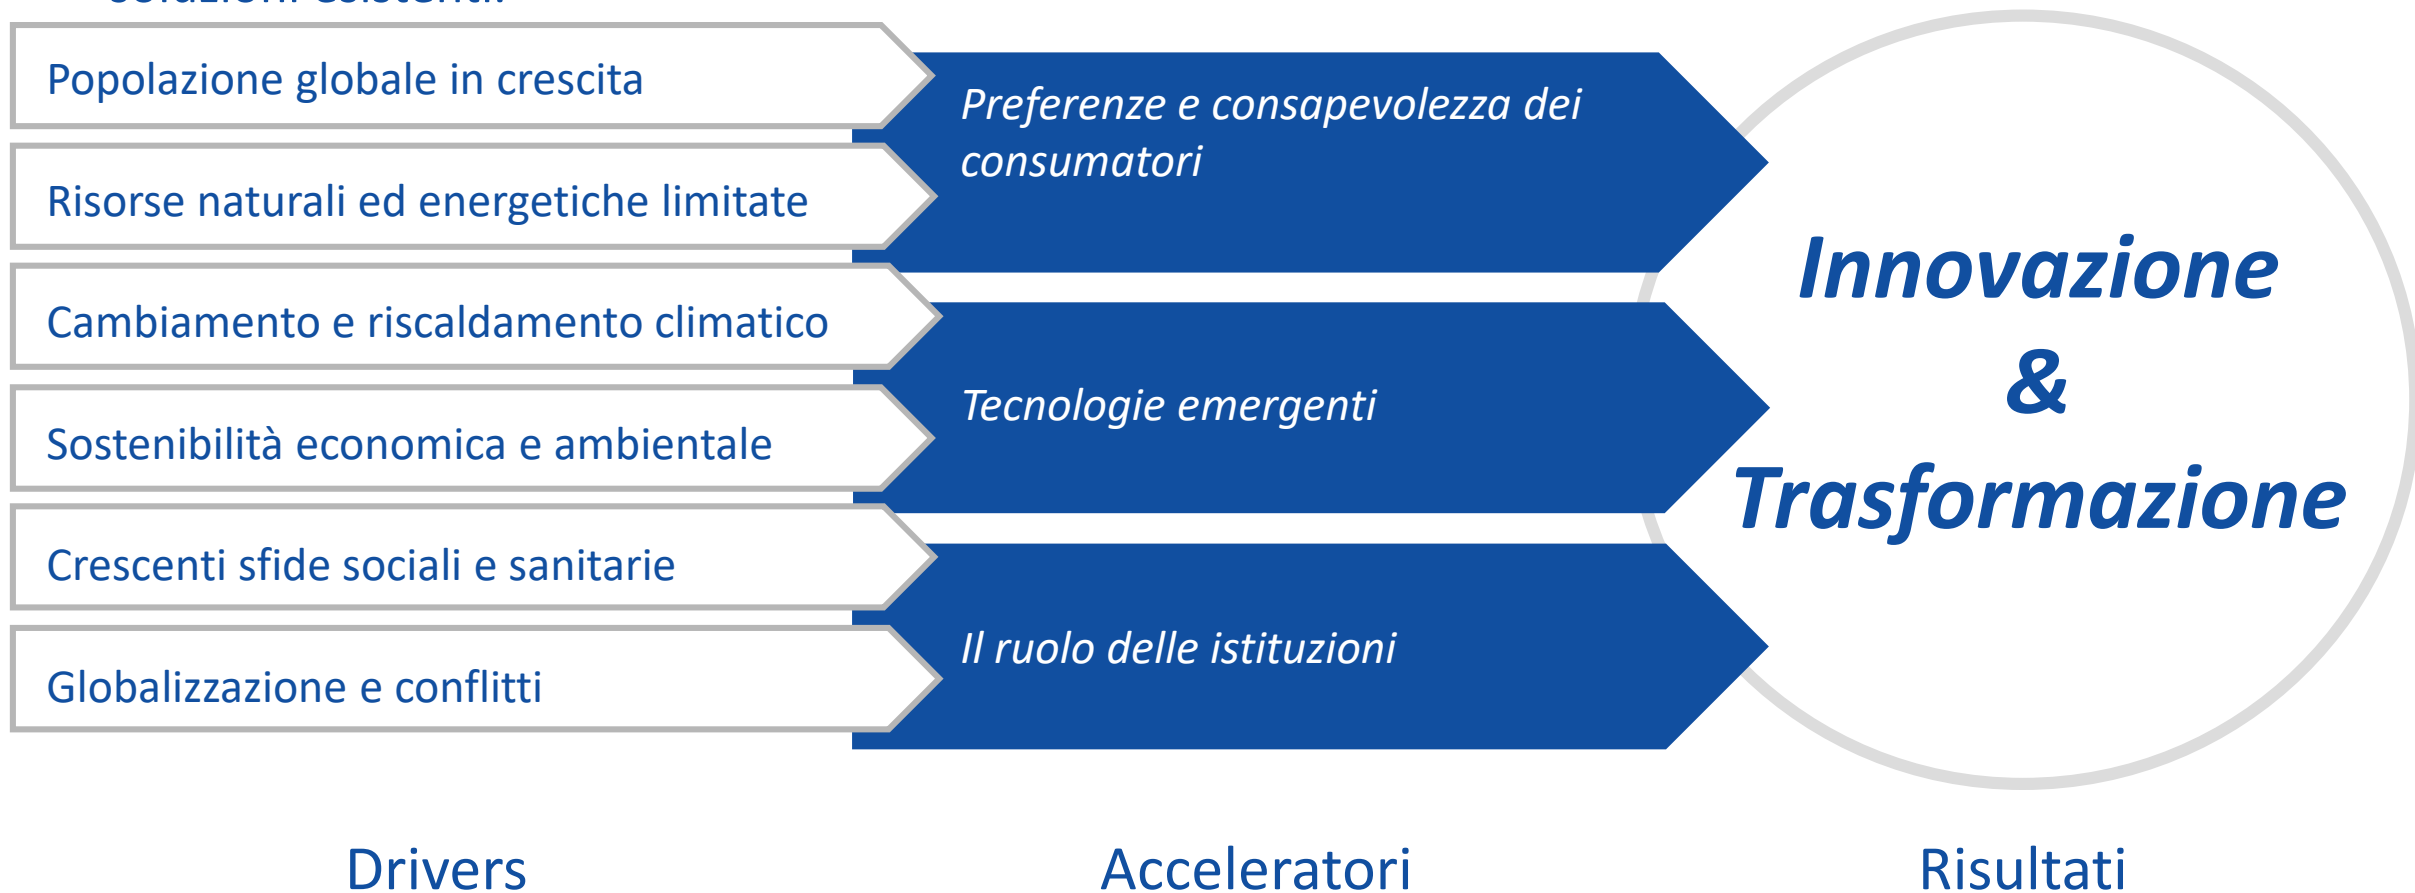 Popolazione globale in crescita
Risorse naturali ed energetiche limitate
Cambiamento e riscaldamento climatico
Sostenibilità economica e ambientale
Crescenti sfide sociali e sanitarie
Globalizzazione e conflitti
Preferenze e consapevolezza dei
consumatori
Tecnologie emergenti
Il ruolo delle istituzioni
Innovazione
&
Trasformazione
Drivers
Acceleratori
Risultati